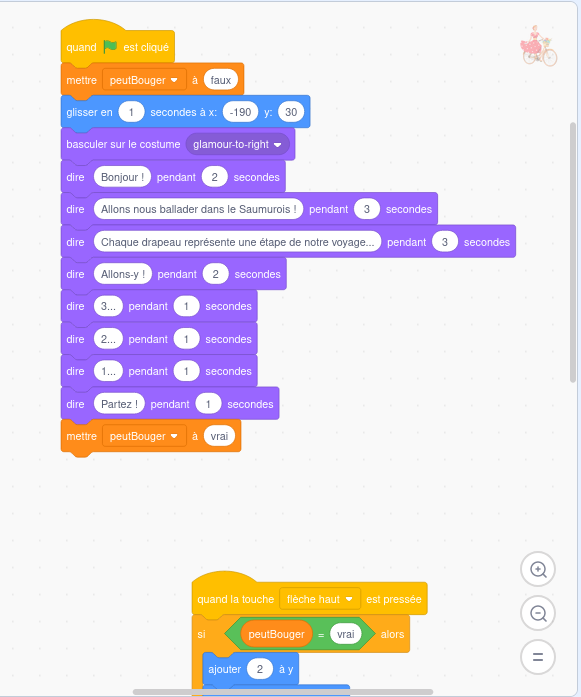 quand est cliqué
mettre peutBouger à faux
glisser en 1 secondes à x: -190 y: 30
basculer sur le costume glamour-to-right
dire Bonjour ! pendant 2 secondes
dire Allons nous ballader dans le Saumurois ! pendant 3 secondes
dire Chaque drapeau représente une étape de notre voyage... pendant 3 secondes
dire Allons-y ! pendant 2 secondes
dire 3... pendant 1 secondes
dire 2... pendant 1 secondes
dire 1... pendant 1 secondes
dire Partez ! pendant 1 secondes
mettre peutBouger à vrai
quand la touche flèche haut est pressée
si peutBouger = vrai alors
ajouter 2 à y